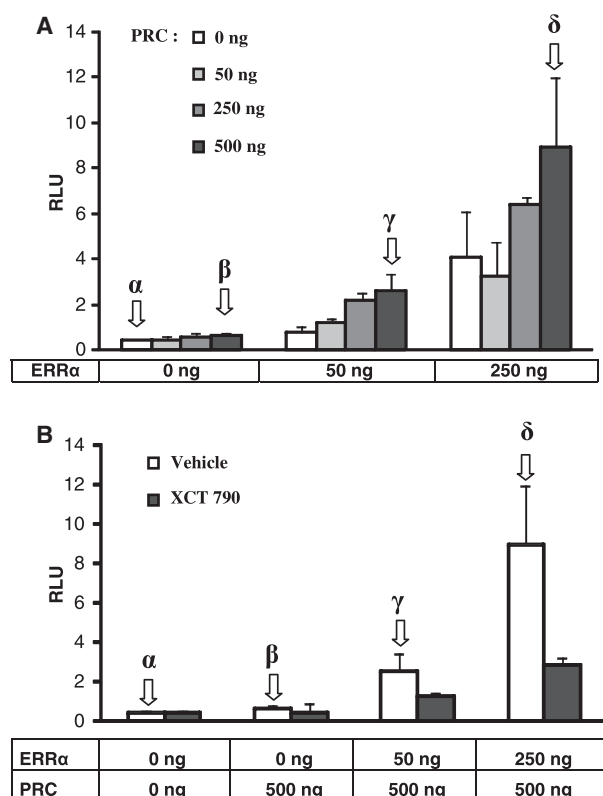 A
PRC :
0 ng
50 ng
250 ng
500 ng
δ
γ
β
α
14
12
10
8
6
4
2
0
RLU
ERRα 0 ng 50 ng 250 ng
B
Vehicle
XCT 790
δ
γ
β
α
14
12
10
8
6
4
2
0
RLU
ERRα 0 ng 0 ng 50 ng 250 ng
PRC 0 ng 500 ng 500 ng 500 ng